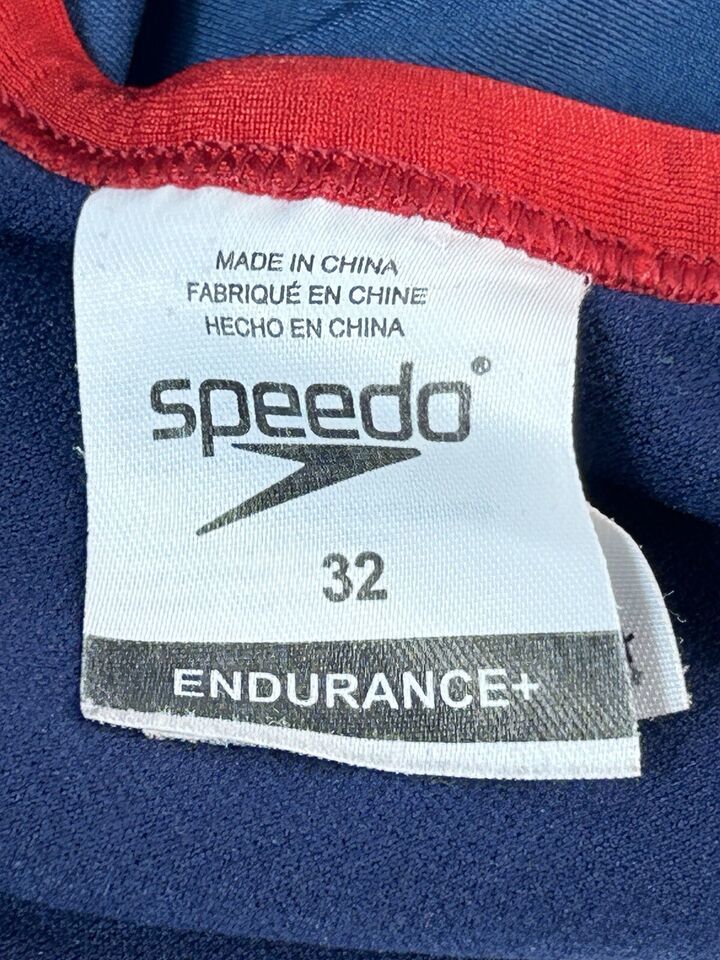 MADE IN CHINA
FABRIQUÉ EN CHINE
HECHO EN CHINA
speedo®
32
ENDURANCE+